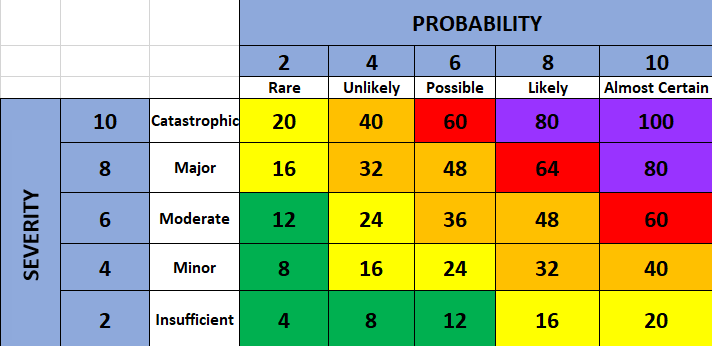 PROBABILITY
2 4 6 8 10
Rare Unlikely Possible Likely Almost Certain
SEVERITY
10 Catastrophic 20 40 60 80 100
8 Major 16 32 48 64 80
6 Moderate 12 24 36 48 60
4 Minor 8 16 24 32 40
2 Insufficient 4 8 12 16 20